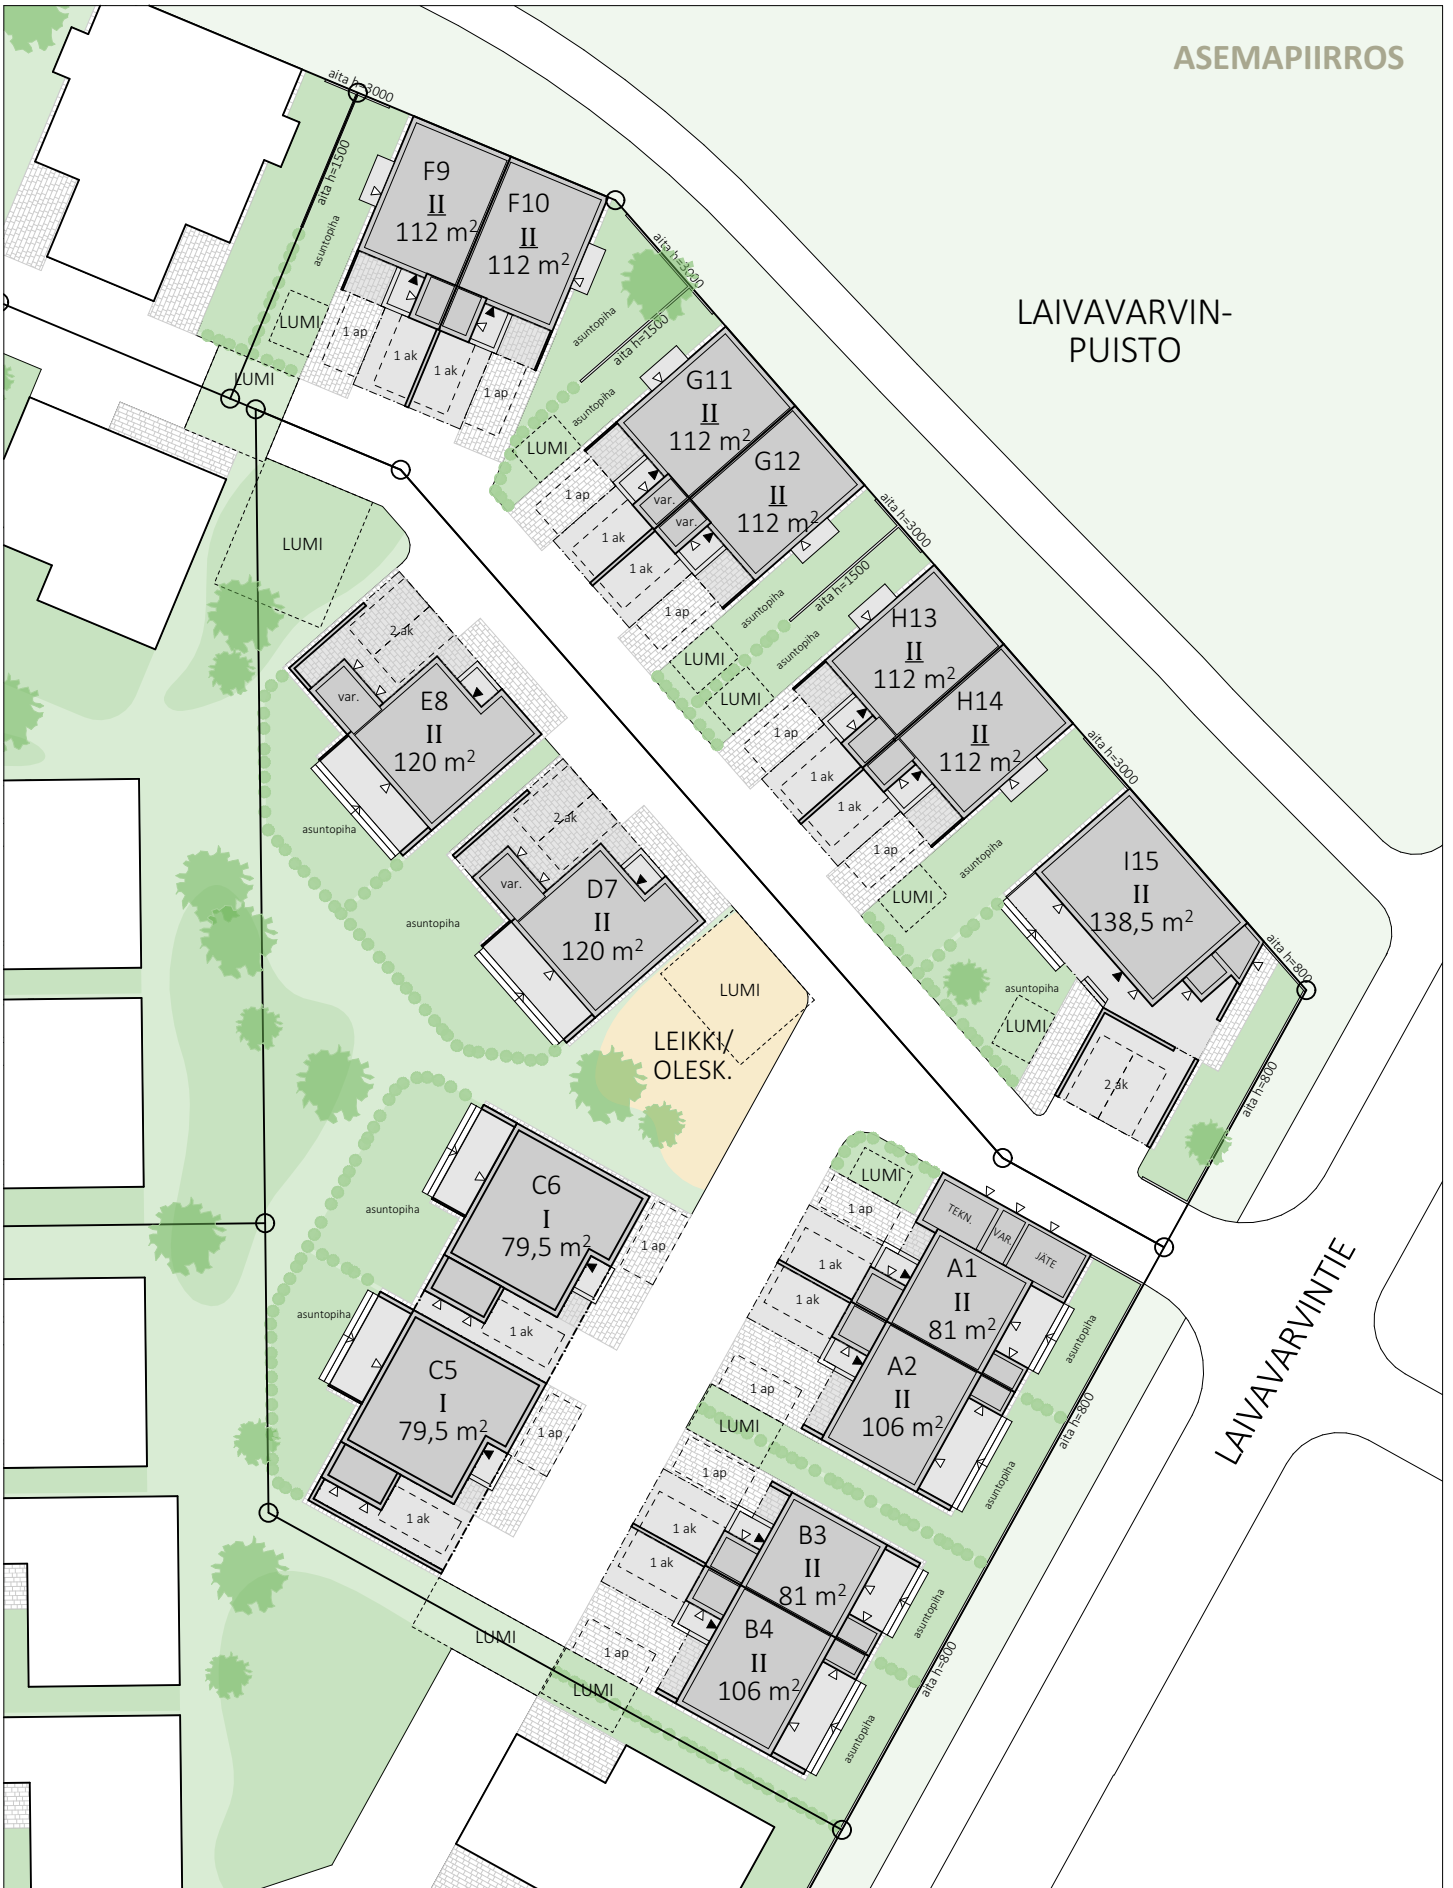 ASEMAPIIRROS
aita h=3000
aita h=1500
asuntopiha
F9
II
112 m²
F10
II
112 m²
LUMI
1 ap
1 ak
1 ak
1 ap
LUMI
aita h=3000
asuntopiha
aita h=1500
asuntopiha
LAIVAVARVIN-
PUISTO
G11
II
112 m²
G12
II
112 m²
LUMI
1 ap
var.
var.
1 ak
1 ak
1 ap
LUMI
aita h=3000
asuntopiha
aita h=1500
asuntopiha
LUMI
LUMI
H13
II
112 m²
H14
II
112 m²
1 ap
1 ak
1 ak
1 ap
2 ak
var.
E8
II
120 m²
asuntopiha
aita h=3000
asuntopiha
LUMI
2 ak
var.
D7
II
120 m²
asuntopiha
I15
II
138,5 m²
aita h=800
asuntopiha
LUMI
2 ak
aita h=800
LUMI
LEIKKI/
OLESK.
LUMI
1 ap
TEKN.
VAR.
JÄTE
C6
I
79,5 m²
asuntopiha
1 ap
1 ak
asuntopiha
C5
I
79,5 m²
1 ap
1 ak
1 ak
1 ak
A1
II
81 m²
asuntopiha
A2
II
106 m²
1 ap
LUMI
aita h=800
asuntopiha
LAIVAVARVINTIE
1 ap
1 ak
1 ak
B3
II
81 m²
asuntopiha
B4
II
106 m²
1 ap
aita h=800
asuntopiha
LUMI
LUMI